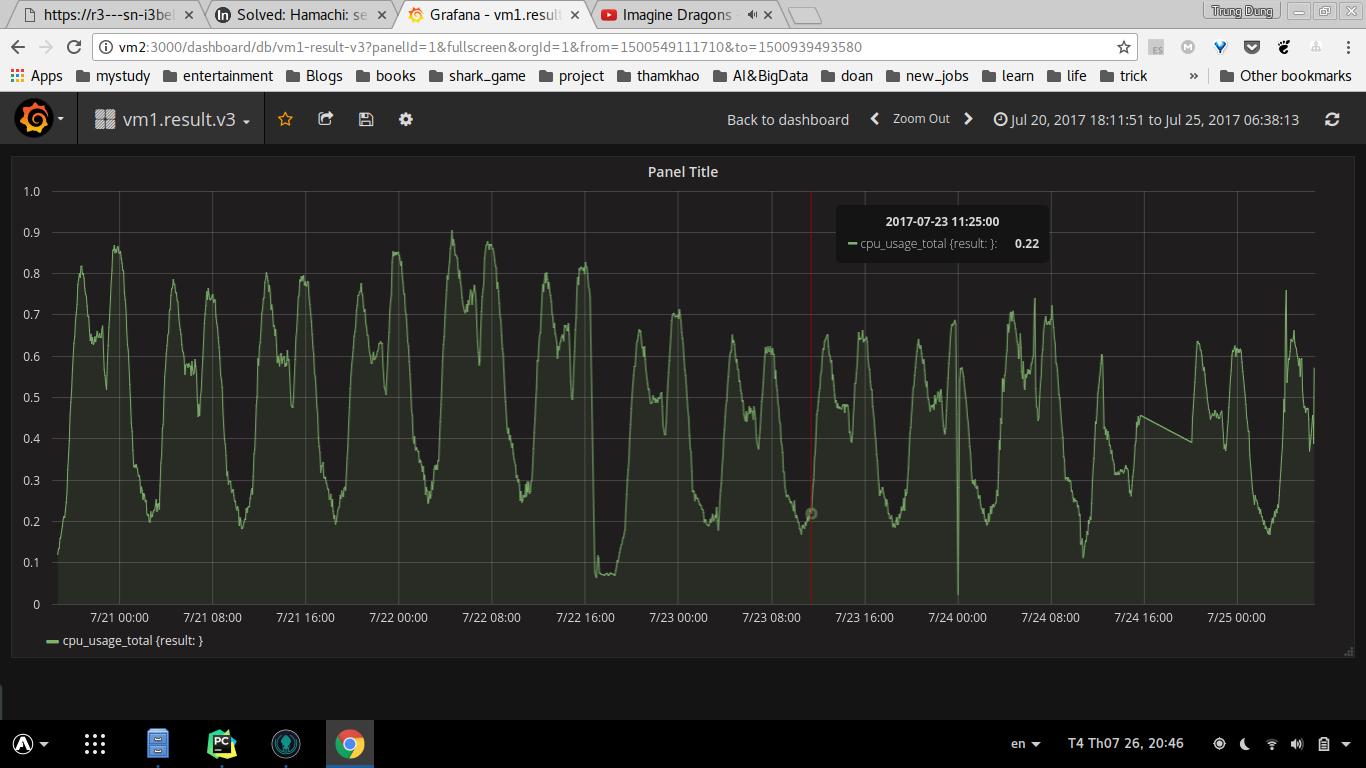 https://r3---sn-i3bel
Solved: Hamachi: se
Grafana - vm1.result
Imagine Dragons
Trung Dung
vm2:3000/dashboard/db/vm1-result-v3?panelId=1&fullscreen&orgId=1&from=1500549111710&to=1500939493580
Apps mystudy entertainment Blogs books shark_game project thamkhao AI&BigData doan new_jobs learn life trick » Other bookmarks
vm1.result.v3
Back to dashboard Zoom Out Jul 20, 2017 18:11:51 to Jul 25, 2017 06:38:13
Panel Title
1.0
0.9
0.8
0.7
0.6
0.5
0.4
0.3
0.2
0.1
0
2017-07-23 11:25:00
cpu_usage_total {result: }: 0.22
7/21 00:00 7/21 08:00 7/21 16:00 7/22 00:00 7/22 08:00 7/22 16:00 7/23 00:00 7/23 08:00 7/23 16:00 7/24 00:00 7/24 08:00 7/24 16:00 7/25 00:00
cpu_usage_total {result: }
PC
en T4 Th07 26, 20:46